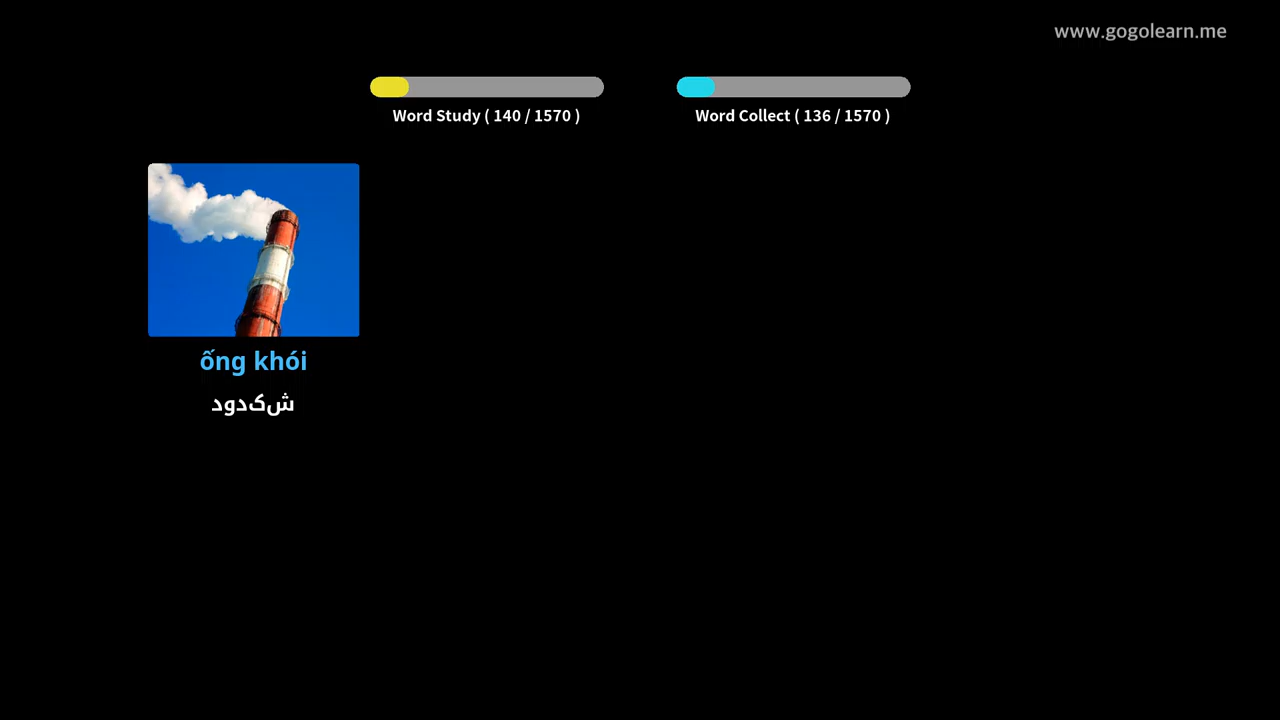 www.gogolearn.me
Word Study ( 140 / 1570 )
Word Collect ( 136 / 1570 )
ống khói
شکدود